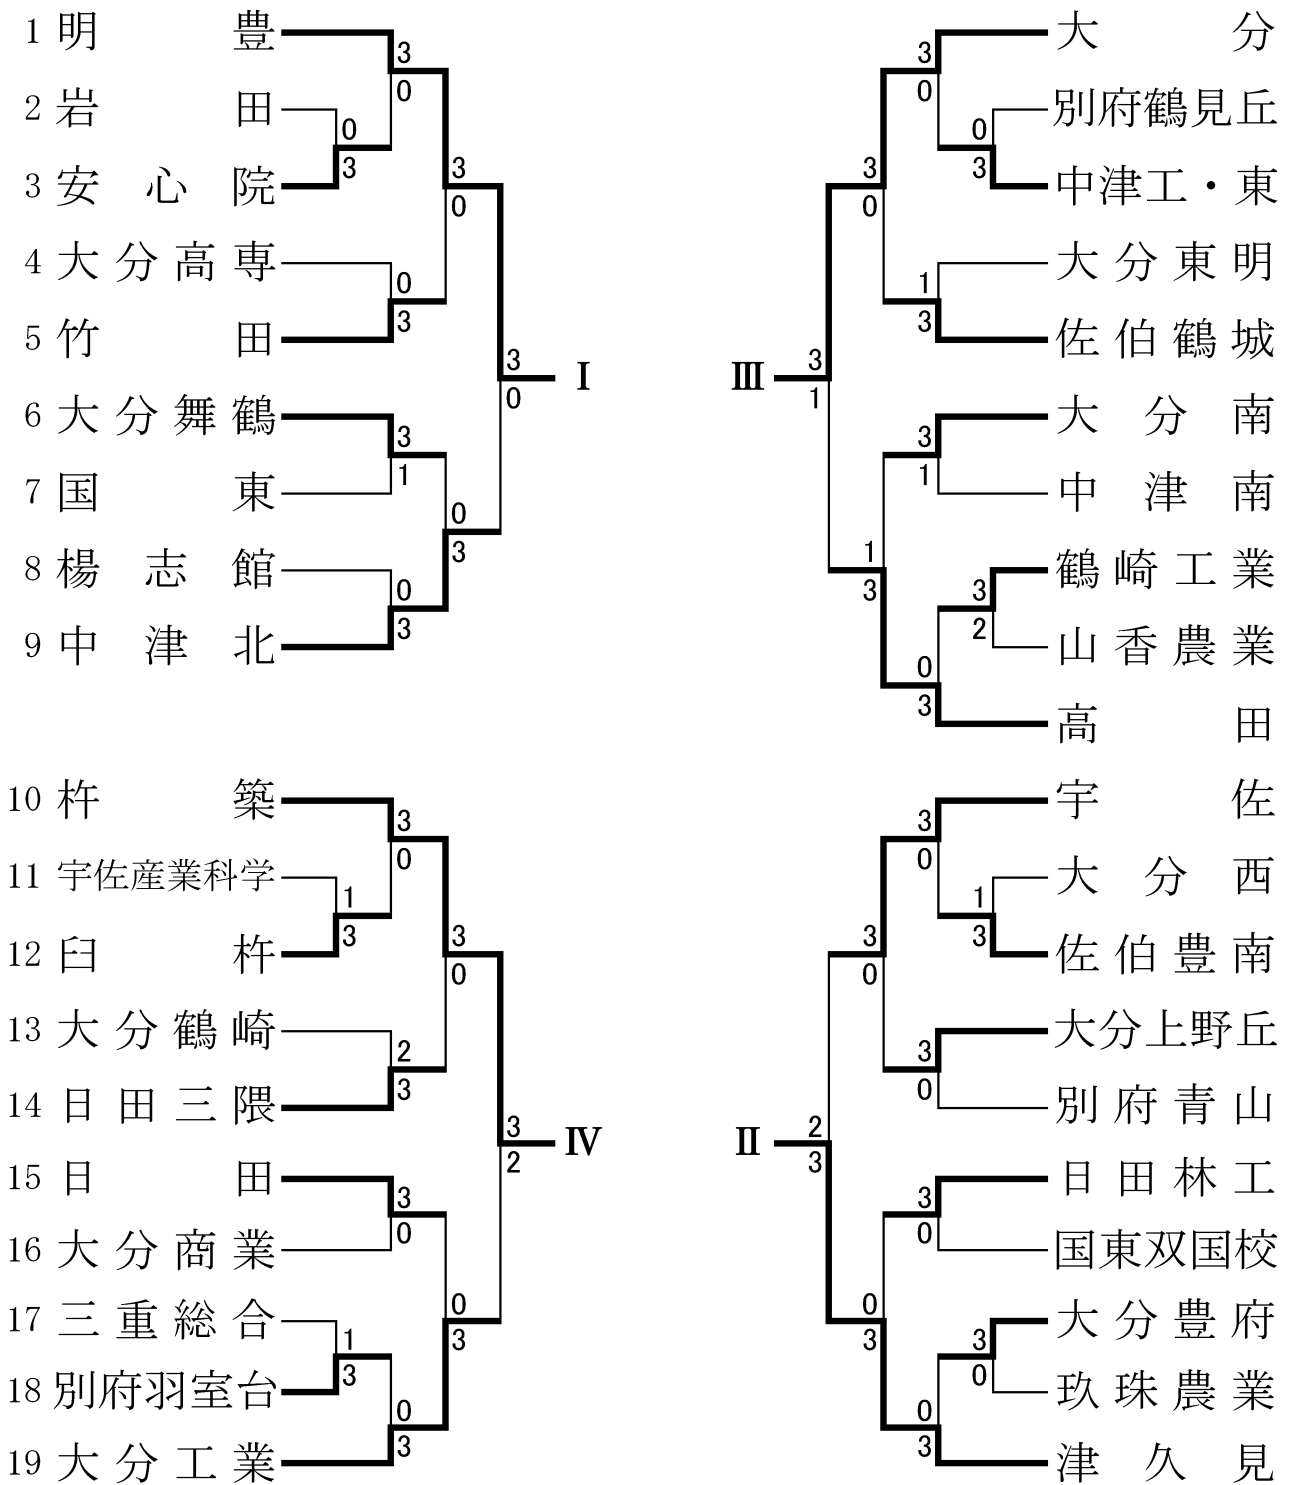 1 明豊
3
0
2 岩田
0
3
3 安心院
3
0
4 大分高専
0
3
5 竹田
3
0
I
6 大分舞鶴
3
1
7 国東
0
3
8 楊志館
0
3
9 中津北
10 杵築
3
0
11 宇佐産業科学
1
3
12 臼杵
3
0
13 大分鶴崎
2
3
14 日田三隈
3
2
IV
15 日田
3
0
16 大分商業
0
3
17 三重総合
1
3
18 別府羽室台
0
3
19 大分工業
大分
3
0
別府鶴見丘
0
3
中津工・東
3
0
大分東明
1
3
佐伯鶴城
III
3
1
大分南
3
1
中津南
1
3
鶴崎工業
3
2
山香農業
0
3
高田
宇佐
3
0
大分西
1
3
佐伯豊南
3
0
大分上野丘
3
0
別府青山
II
2
3
日田林工
3
0
国東双国校
0
3
大分豊府
3
0
玖珠農業
0
3
津久見